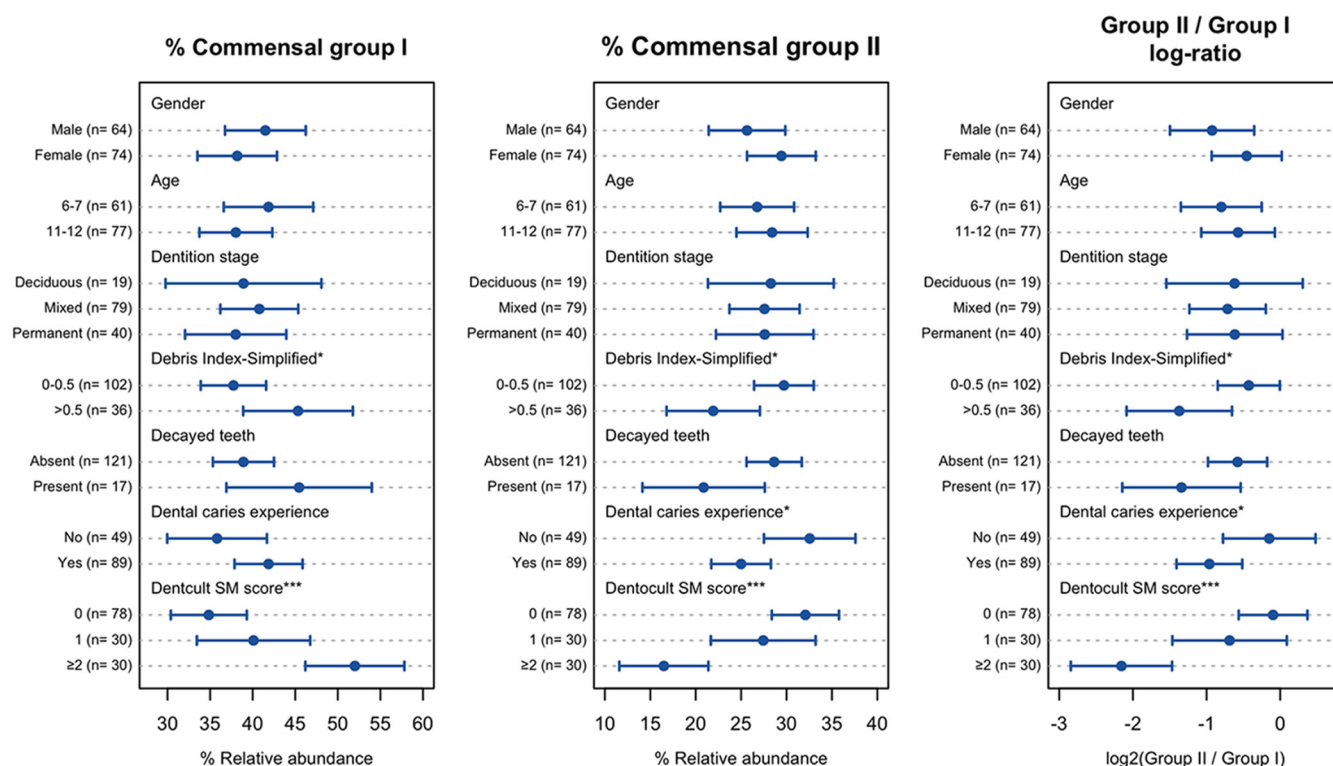 % Commensal group I
Gender
Male (n= 64)
Female (n= 74)
Age
6-7 (n= 61)
11-12 (n= 77)
Dentition stage
Deciduous (n= 19)
Mixed (n= 79)
Permanent (n= 40)
Debris Index-Simplified*
0-0.5 (n= 102)
>0.5 (n= 36)
Decayed teeth
Absent (n= 121)
Present (n= 17)
Dental caries experience
No (n= 49)
Yes (n= 89)
Dentcult SM score***
0 (n= 78)
1 (n= 30)
≥2 (n= 30)
30 35 40 45 50 55 60
% Relative abundance
% Commensal group II
Gender
Male (n= 64)
Female (n= 74)
Age
6-7 (n= 61)
11-12 (n= 77)
Dentition stage
Deciduous (n= 19)
Mixed (n= 79)
Permanent (n= 40)
Debris Index-Simplified*
0-0.5 (n= 102)
>0.5 (n= 36)
Decayed teeth
Absent (n= 121)
Present (n= 17)
Dental caries experience*
No (n= 49)
Yes (n= 89)
Dentocult SM score***
0 (n= 78)
1 (n= 30)
≥2 (n= 30)
10 15 20 25 30 35 40
% Relative abundance
Group II / Group I
log-ratio
Gender
Male (n= 64)
Female (n= 74)
Age
6-7 (n= 61)
11-12 (n= 77)
Dentition stage
Deciduous (n= 19)
Mixed (n= 79)
Permanent (n= 40)
Debris Index-Simplified*
0-0.5 (n= 102)
>0.5 (n= 36)
Decayed teeth
Absent (n= 121)
Present (n= 17)
Dental caries experience*
No (n= 49)
Yes (n= 89)
Dentocult SM score***
0 (n= 78)
1 (n= 30)
≥2 (n= 30)
-3 -2 -1 0
log2(Group II / Group I)